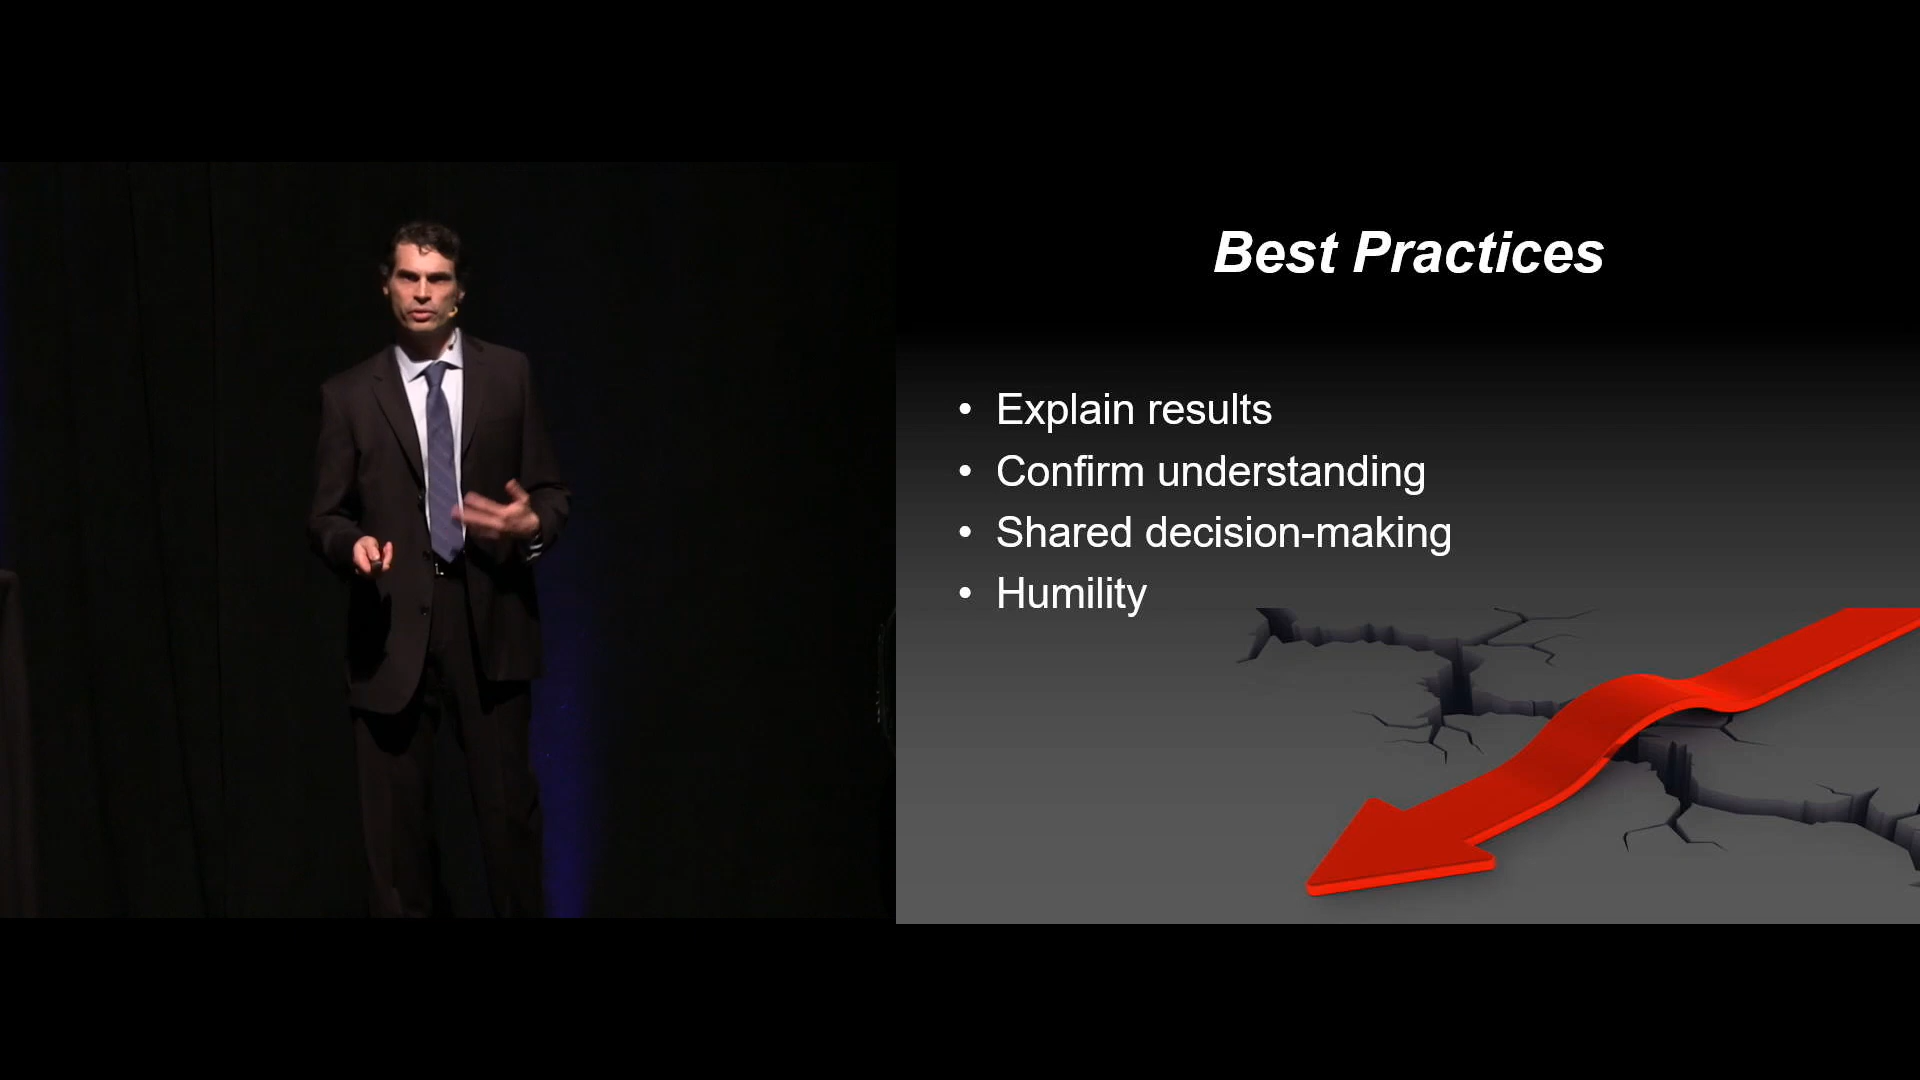 Best Practices
• Explain results
• Confirm understanding
• Shared decision-making
• Humility